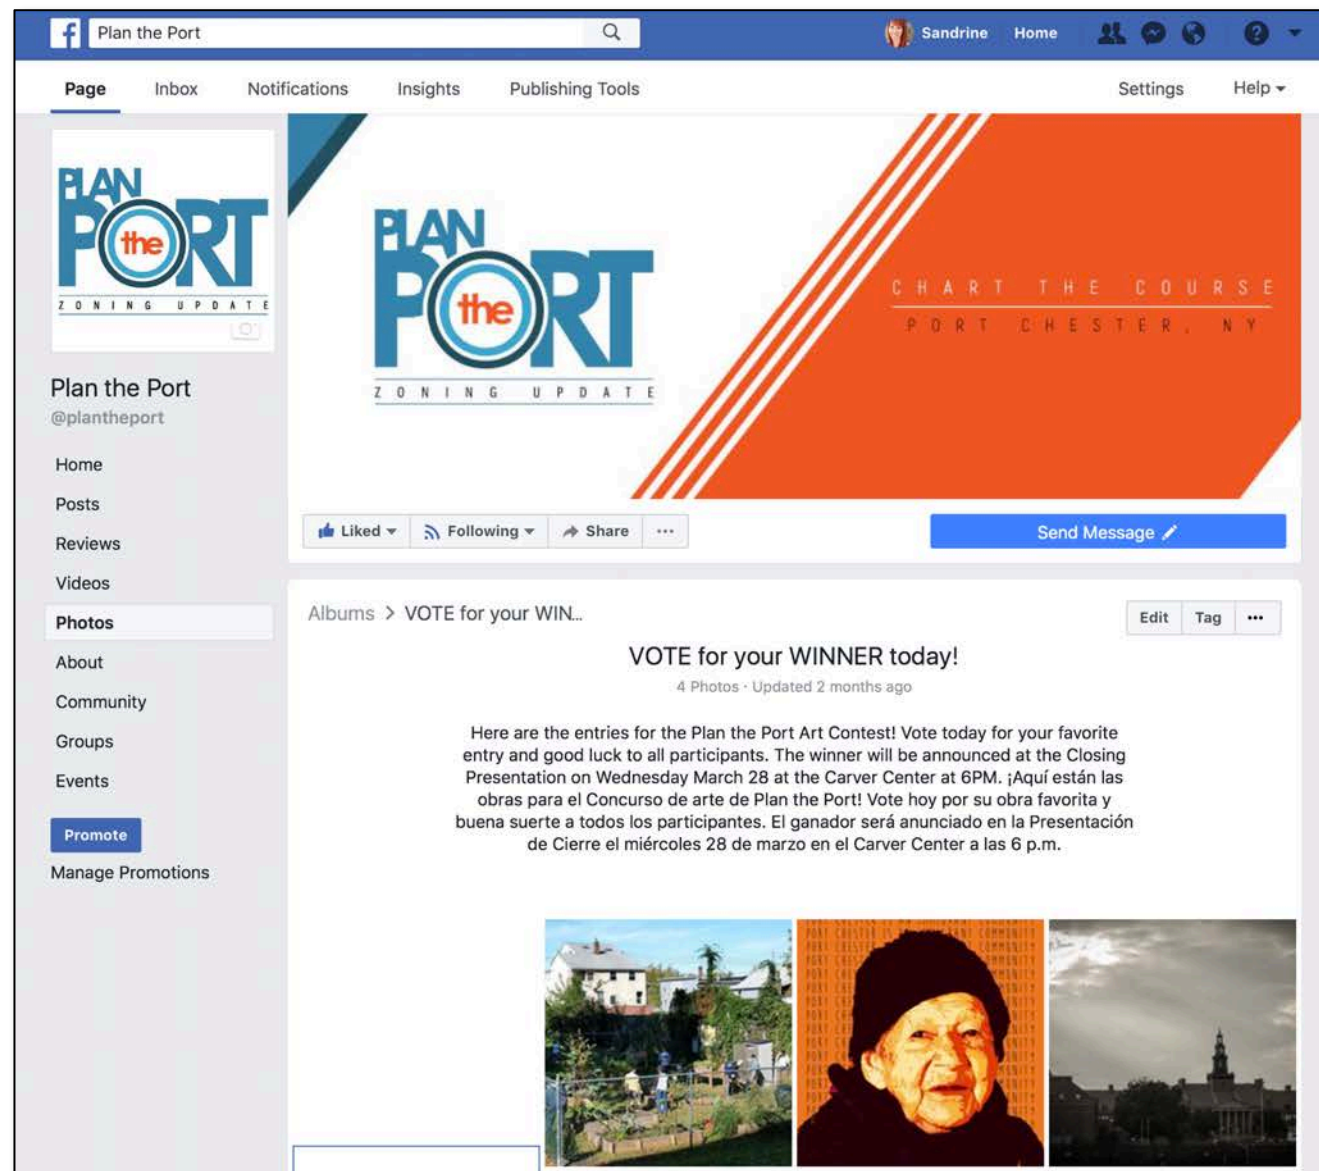 f
Plan the Port
Sandrine
Home
?
Page
Inbox
Notifications
Insights
Publishing Tools
Settings
Help
PLAN
the
PORT
ZONING UPDATE
PLAN
the
PORT
ZONING UPDATE
CHART THE COURSE
PORT CHESTER, NY
Plan the Port
@plantheport
Home
Posts
Reviews
Videos
Photos
About
Community
Groups
Events
Promote
Manage Promotions
Liked
Following
Share
...
Send Message
Albums > VOTE for your WIN...
Edit
Tag
...
VOTE for your WINNER today!
4 Photos · Updated 2 months ago
Here are the entries for the Plan the Port Art Contest! Vote today for your favorite
entry and good luck to all participants. The winner will be announced at the Closing
Presentation on Wednesday March 28 at the Carver Center at 6PM. ¡Aquí están las
obras para el Concurso de arte de Plan the Port! Vote hoy por su obra favorita y
buena suerte a todos los participantes. El ganador será anunciado en la Presentación
de Cierre el miércoles 28 de marzo en el Carver Center a las 6 p.m.